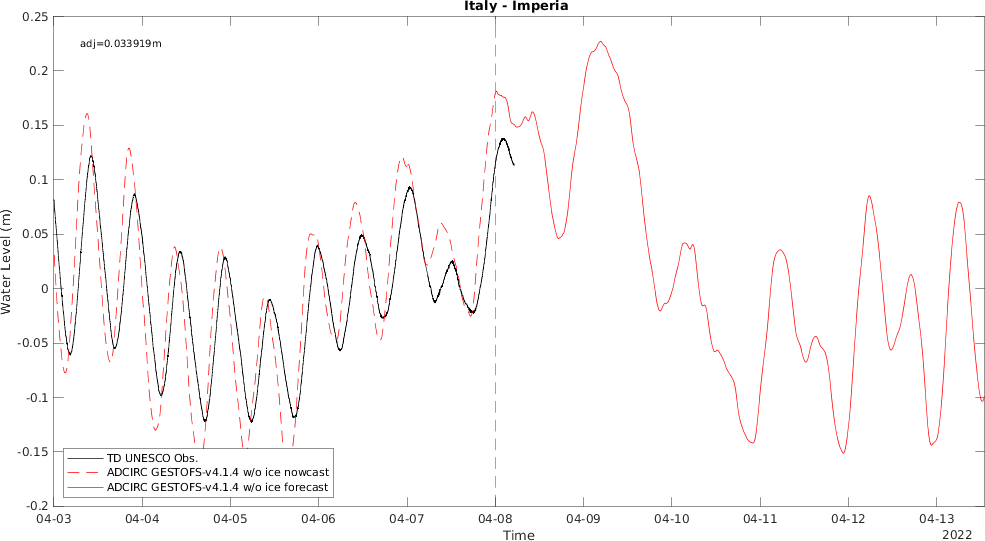 Italy - Imperia
adj=0.033919m
0.25
0.2
0.15
0.1
0.05
0
-0.05
-0.1
-0.15
-0.2
Water Level (m)
TD UNESCO Obs.
ADCIRC GESTOFS-v4.1.4 w/o ice nowcast
ADCIRC GESTOFS-v4.1.4 w/o ice forecast
04-03 04-04 04-05 04-06 04-07 04-08 04-09 04-10 04-11 04-12 04-13
Time
2022